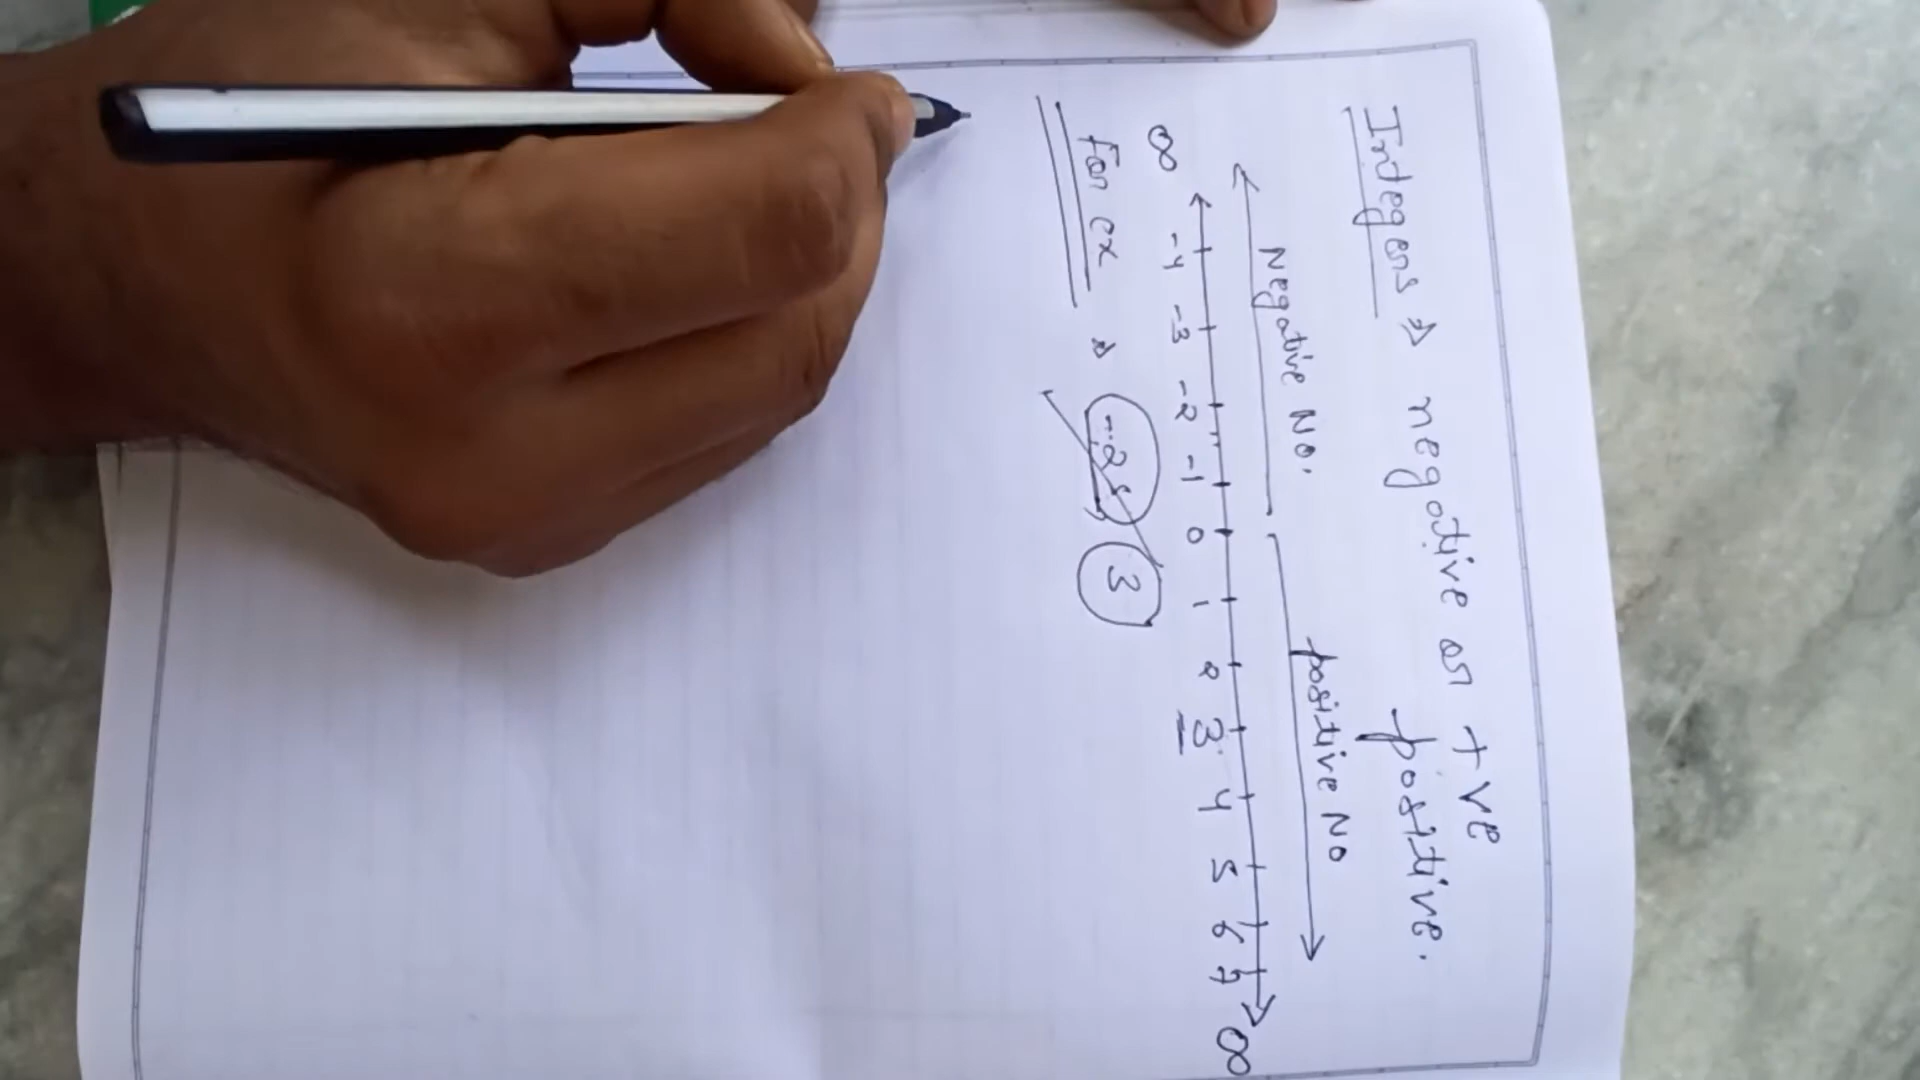 Integers → negative or +ve
positive.
Negative No. positive No
∞ -4 -3 -2 -1 0 1 2 3 4 5 6 7 ∞
for ex → 3